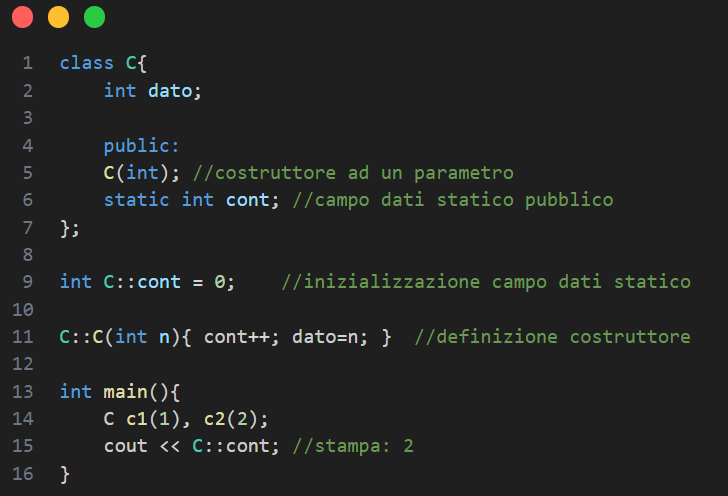 1 class C{
2 int dato;
3
4 public:
5 C(int); //costruttore ad un parametro
6 static int cont; //campo dati statico pubblico
7 };
8
9 int C::cont = 0; //inizializzazione campo dati statico
10
11 C::C(int n){ cont++; dato=n; } //definizione costruttore
12
13 int main(){
14 C c1(1), c2(2);
15 cout << C::cont; //stampa: 2
16 }